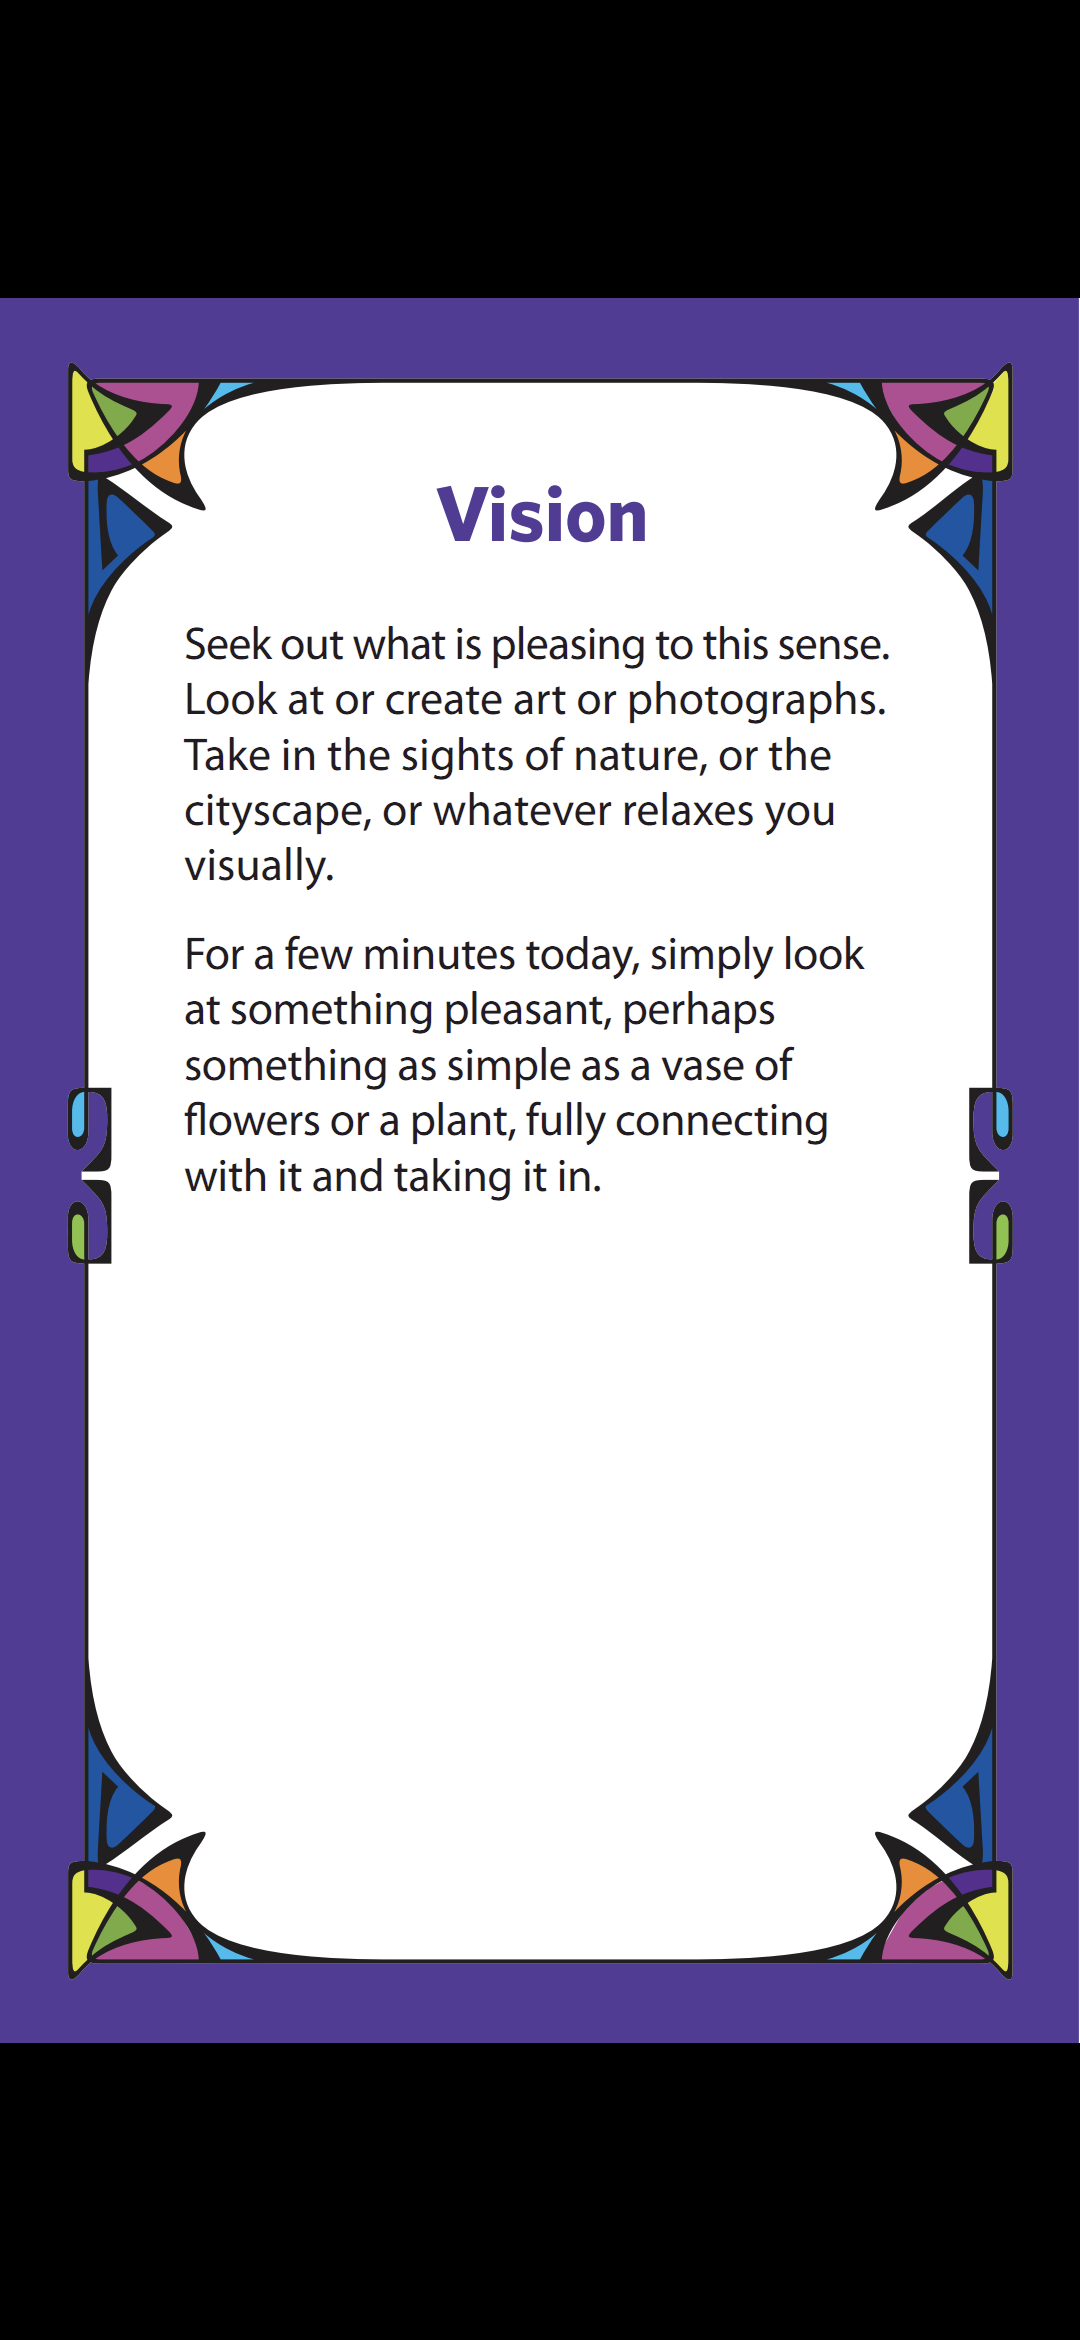 Vision
Seek out what is pleasing to this sense.
Look at or create art or photographs.
Take in the sights of nature, or the
cityscape, or whatever relaxes you
visually.
For a few minutes today, simply look
at something pleasant, perhaps
something as simple as a vase of
flowers or a plant, fully connecting
with it and taking it in.